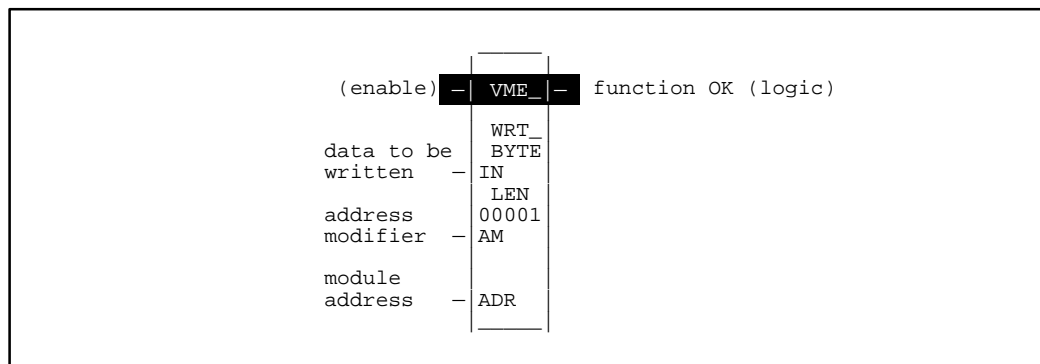 (enable) VME_ function OK (logic)
WRT_
data to be BYTE
written IN
LEN
address 00001
modifier AM
module
address ADR